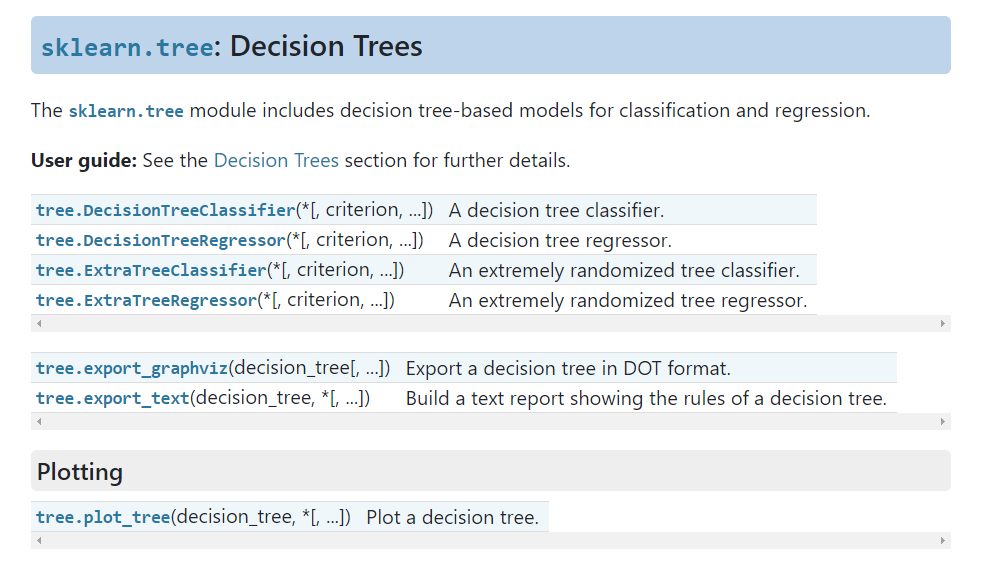 sklearn.tree: Decision Trees
The sklearn.tree module includes decision tree-based models for classification and regression.
User guide: See the Decision Trees section for further details.
tree.DecisionTreeClassifier(*[, criterion, ...]) A decision tree classifier.
tree.DecisionTreeRegressor(*[, criterion, ...]) A decision tree regressor.
tree.ExtraTreeClassifier(*[, criterion, ...]) An extremely randomized tree classifier.
tree.ExtraTreeRegressor(*[, criterion, ...]) An extremely randomized tree regressor.
tree.export_graphviz(decision_tree[, ...]) Export a decision tree in DOT format.
tree.export_text(decision_tree, *[, ...]) Build a text report showing the rules of a decision tree.
Plotting
tree.plot_tree(decision_tree, *[, ...]) Plot a decision tree.